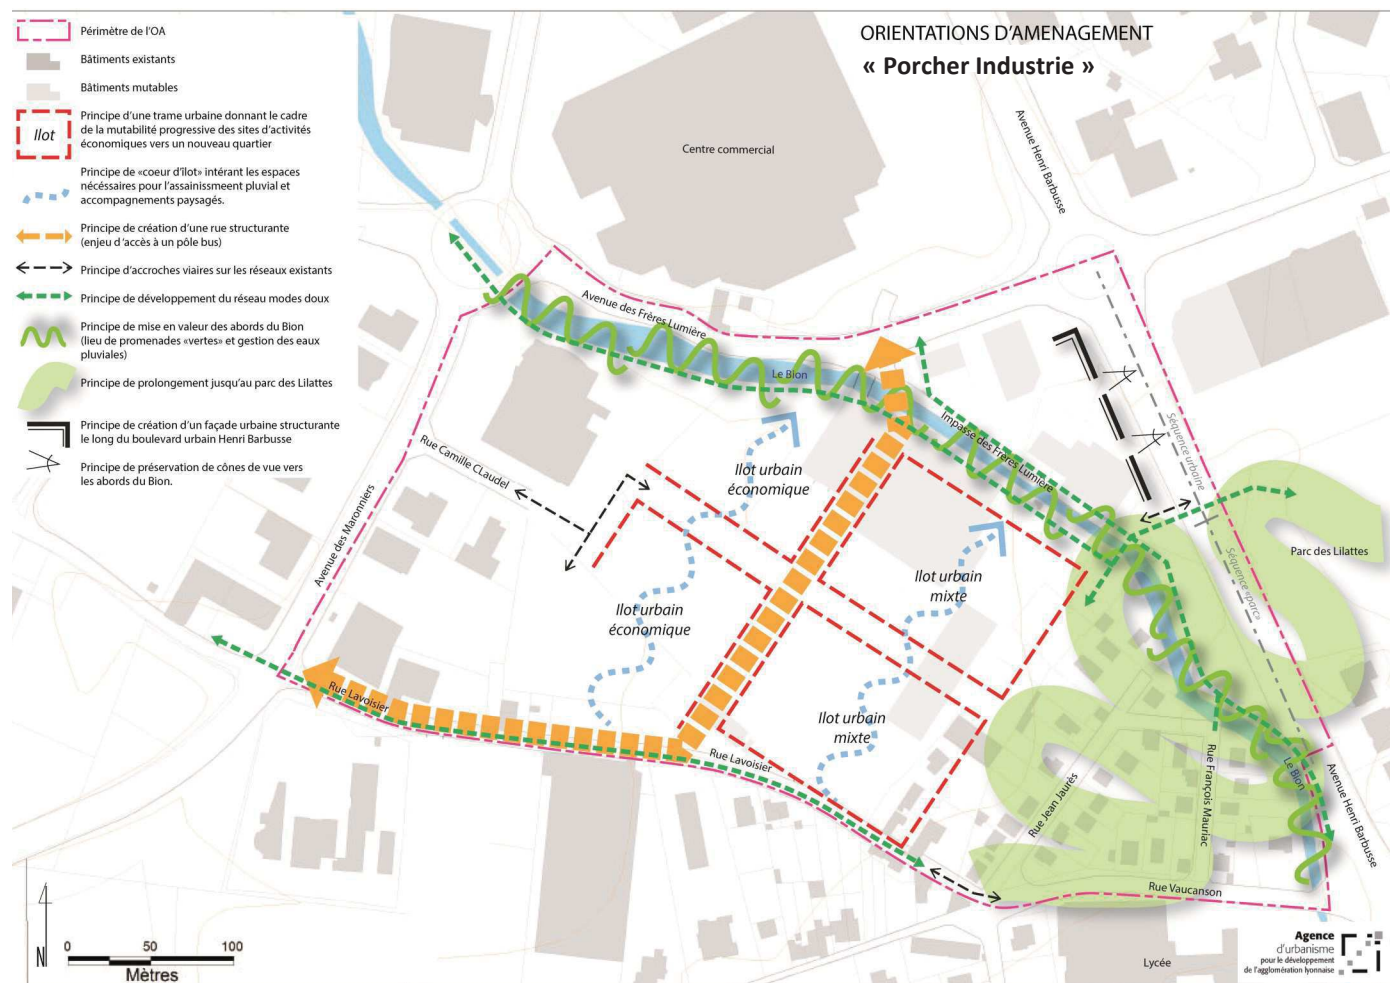 ORIENTATIONS D'AMENAGEMENT
« Porcher Industrie »
Périmètre de l'OA
Bâtiments existants
Bâtiments mutables
Ilot
Principe d'une trame urbaine donnant le cadre
de la mutabilité progressive des sites d'activités
économiques vers un nouveau quartier
Principe de «coeur d'îlot» intérant les espaces
nécéssaires pour l'assainissmeent pluvial et
accompagnements paysagés.
Principe de création d'une rue structurante
(enjeu d'accès à un pôle bus)
Principe d'accroches viaires sur les réseaux existants
Principe de développement du réseau modes doux
Principe de mise en valeur des abords du Bion
(lieu de promenades «vertes» et gestion des eaux
pluviales)
Principe de prolongement jusqu'au parc des Lilattes
Principe de création d'un façade urbaine structurante
le long du boulevard urbain Henri Barbusse
Principe de préservation de cônes de vue vers
les abords du Bion.
Centre commercial
Avenue Henri Barbusse
Avenue des Frères Lumière
Le Bion
Impasse des Frères Lumière
Séquence urbaine
Séquence «parc»
Parc des Lilattes
Rue Camille CLaudel
Avenue des Maronniers
Ilot urbain
économique
Ilot urbain
économique
Ilot urbain
mixte
Ilot urbain
mixte
Rue Lavoisier
Rue Lavoisier
Rue Jean Jaurès
Rue François Mauriac
Le Bion
Avenue Henri Barbusse
Rue Vaucanson
Lycée
N
0 50 100
Mètres
Agence
d'urbanisme
pour le développement
de l'agglomération lyonnaise